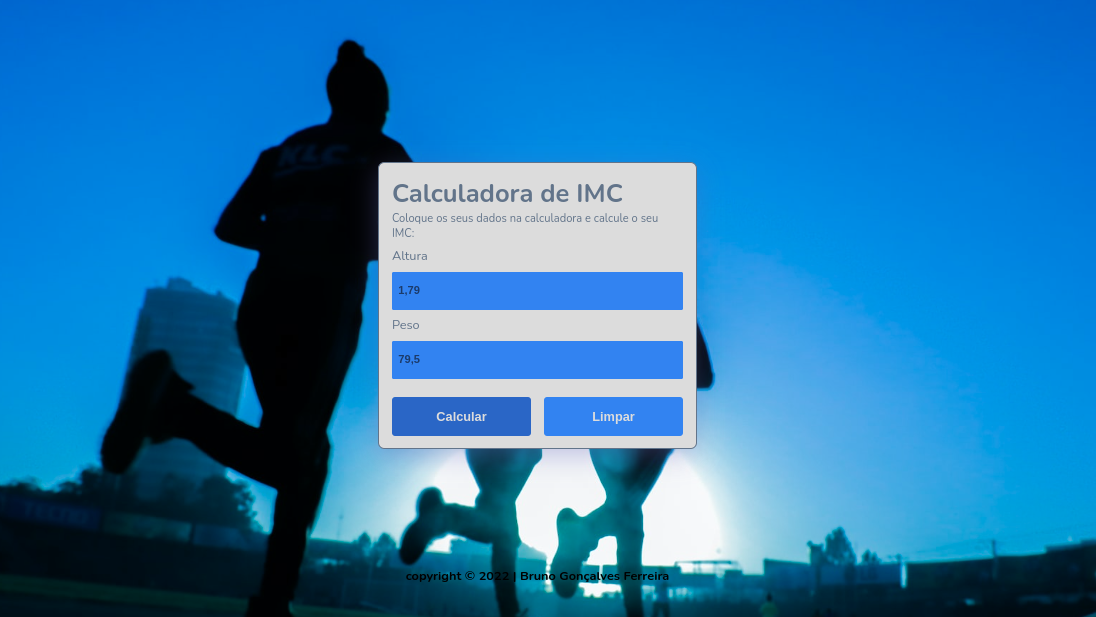 KLC
Calculadora de IMC
Coloque os seus dados na calculadora e calcule o seu
IMC:
Altura
1,79
Peso
79,5
Calcular Limpar
copyright © 2022 | Bruno Gonçalves Ferreira